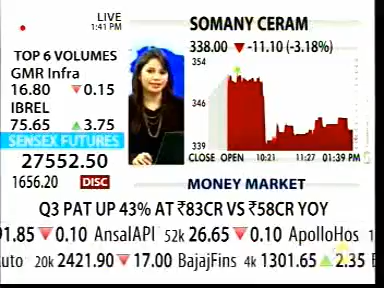 LIVE
1:41 PM
SOMANY CERAM
338.00 ▼ -11.10 (-3.18%)
TOP 6 VOLUMES
GMR Infra
16.80 ▼ 0.15
IBREL
75.65 ▲ 3.75
SENSEX FUTURES
27552.50
1656.20 DISC
354
346
339
CLOSE OPEN 10:21 11:27 01:39 PM
MONEY MARKET
Q3 PAT UP 43% AT ₹83CR VS ₹58CR YOY
91.85 ▼ 0.10 AnsalAPI 52k 26.65 ▼ 0.10 ApolloHos 1
Auto 20k 2421.90 ▼ 17.00 BajajFins 4k 1301.65 ▲ 2.35